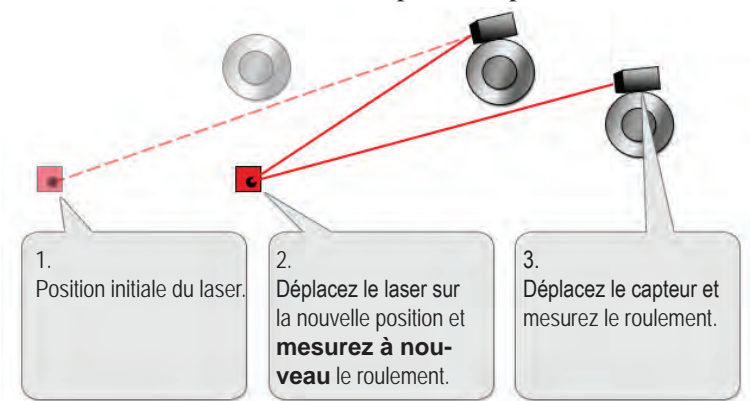 1.
Position initiale du laser.
2.
Déplacez le laser sur
la nouvelle position et
mesurez à nou-
veau le roulement.
3.
Déplacez le capteur et
mesurez le roulement.